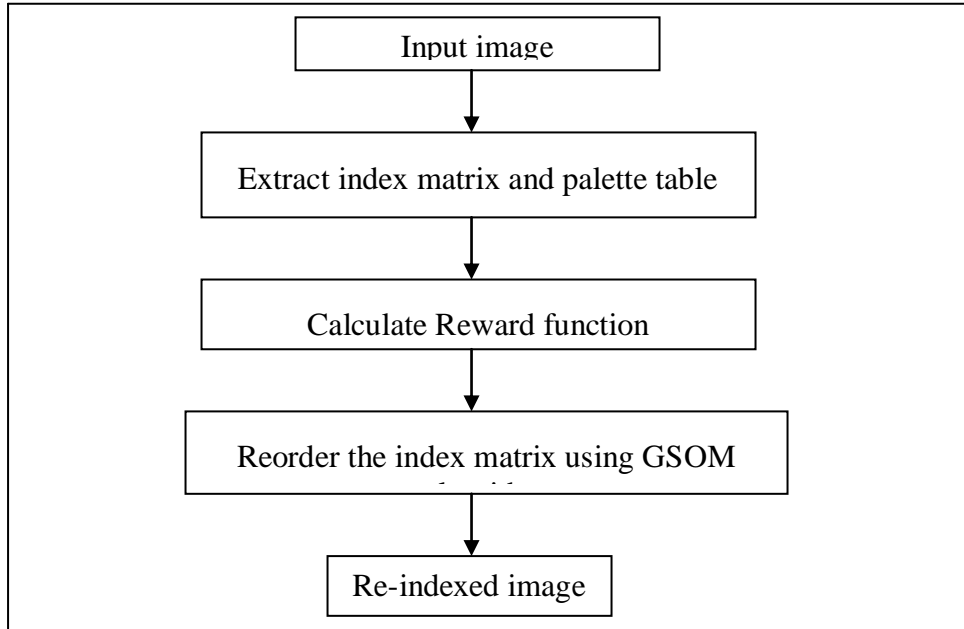 Input image
Extract index matrix and palette table
Calculate Reward function
Reorder the index matrix using GSOM
Re-indexed image